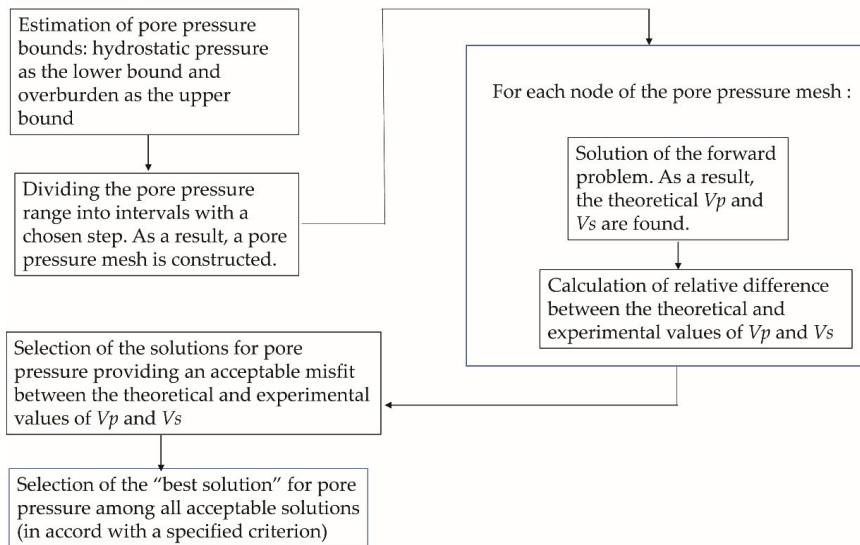 Estimation of pore pressure
bounds: hydrostatic pressure
as the lower bound and
overburden as the upper
bound
Dividing the pore pressure
range into intervals with a
chosen step. As a result, a pore
pressure mesh is constructed.
For each node of the pore pressure mesh :
Solution of the forward
problem. As a result,
the theoretical Vp and
Vs are found.
Calculation of relative difference
between the theoretical and
experimental values of Vp and Vs
Selection of the solutions for pore
pressure providing an acceptable misfit
between the theoretical and experimental
values of Vp and Vs
Selection of the “best solution” for pore
pressure among all acceptable solutions
(in accord with a specified criterion)